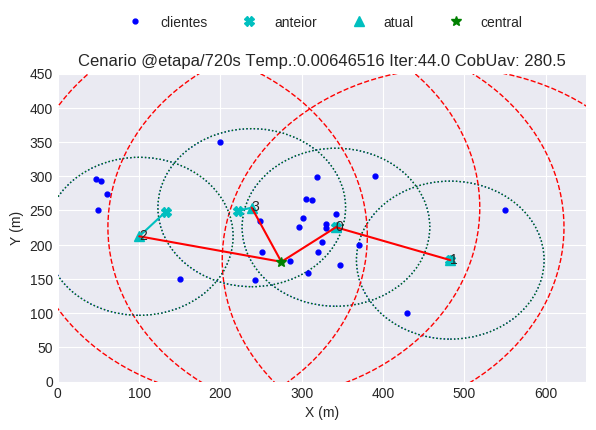 clientes anteior atual central
Cenario @etapa/720s Temp.:0.00646516 Iter:44.0 CobUav: 280.5
450
400
350
300
250
200
150
100
50
0
Y (m)
3
0
2
1
0 100 200 300 400 500 600
X (m)